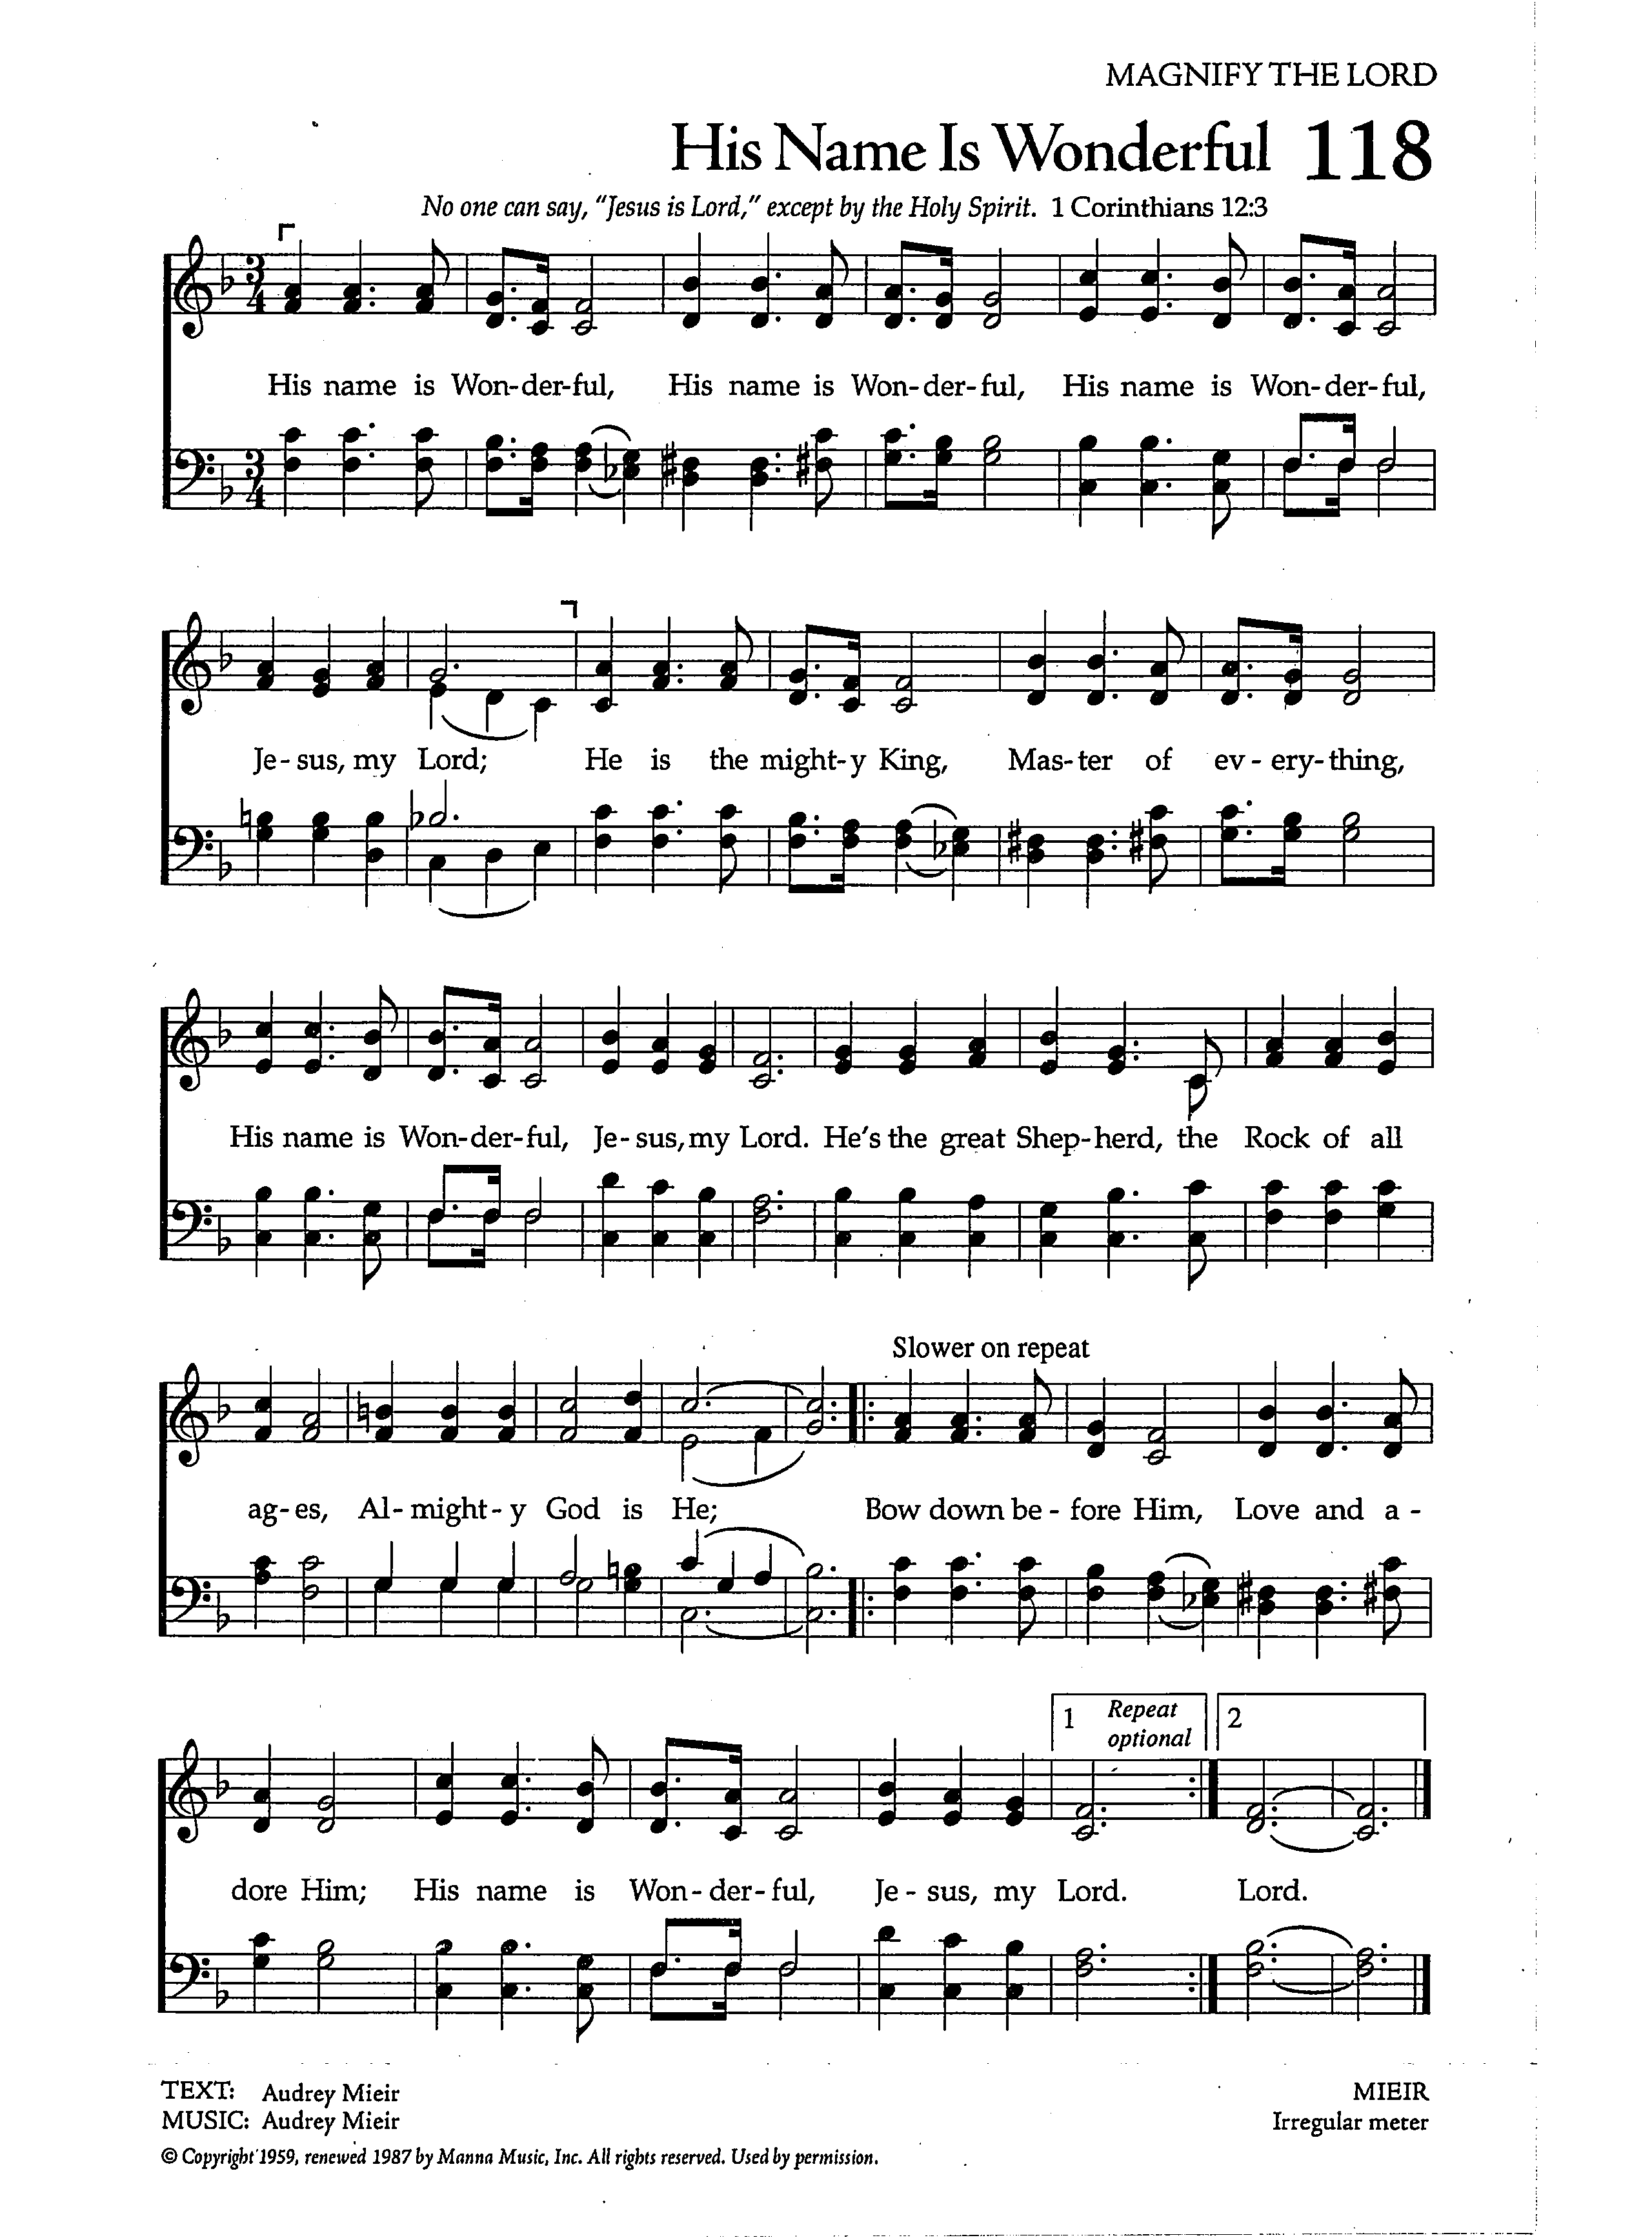 MAGNIFY THE LORD
His Name Is Wonderful 118
No one can say, "Jesus is Lord," except by the Holy Spirit. 1 Corinthians 12:3
His name is Won-der-ful, His name is Won-der-ful, His name is Won-der-ful,
Je-sus, my Lord; He is the might-y King, Mas-ter of ev-ery-thing,
His name is Won-der-ful, Je-sus, my Lord. He's the great Shep-herd, the Rock of all
Slower on repeat
ag-es, Al-might-y God is He; Bow down be-fore Him, Love and a-
1 Repeat optional 2
dore Him; His name is Won-der-ful, Je-sus, my Lord. Lord.
TEXT: Audrey Mieir MIEIR
MUSIC: Audrey Mieir Irregular meter
© Copyright 1959, renewed 1987 by Manna Music, Inc. All rights reserved. Used by permission.